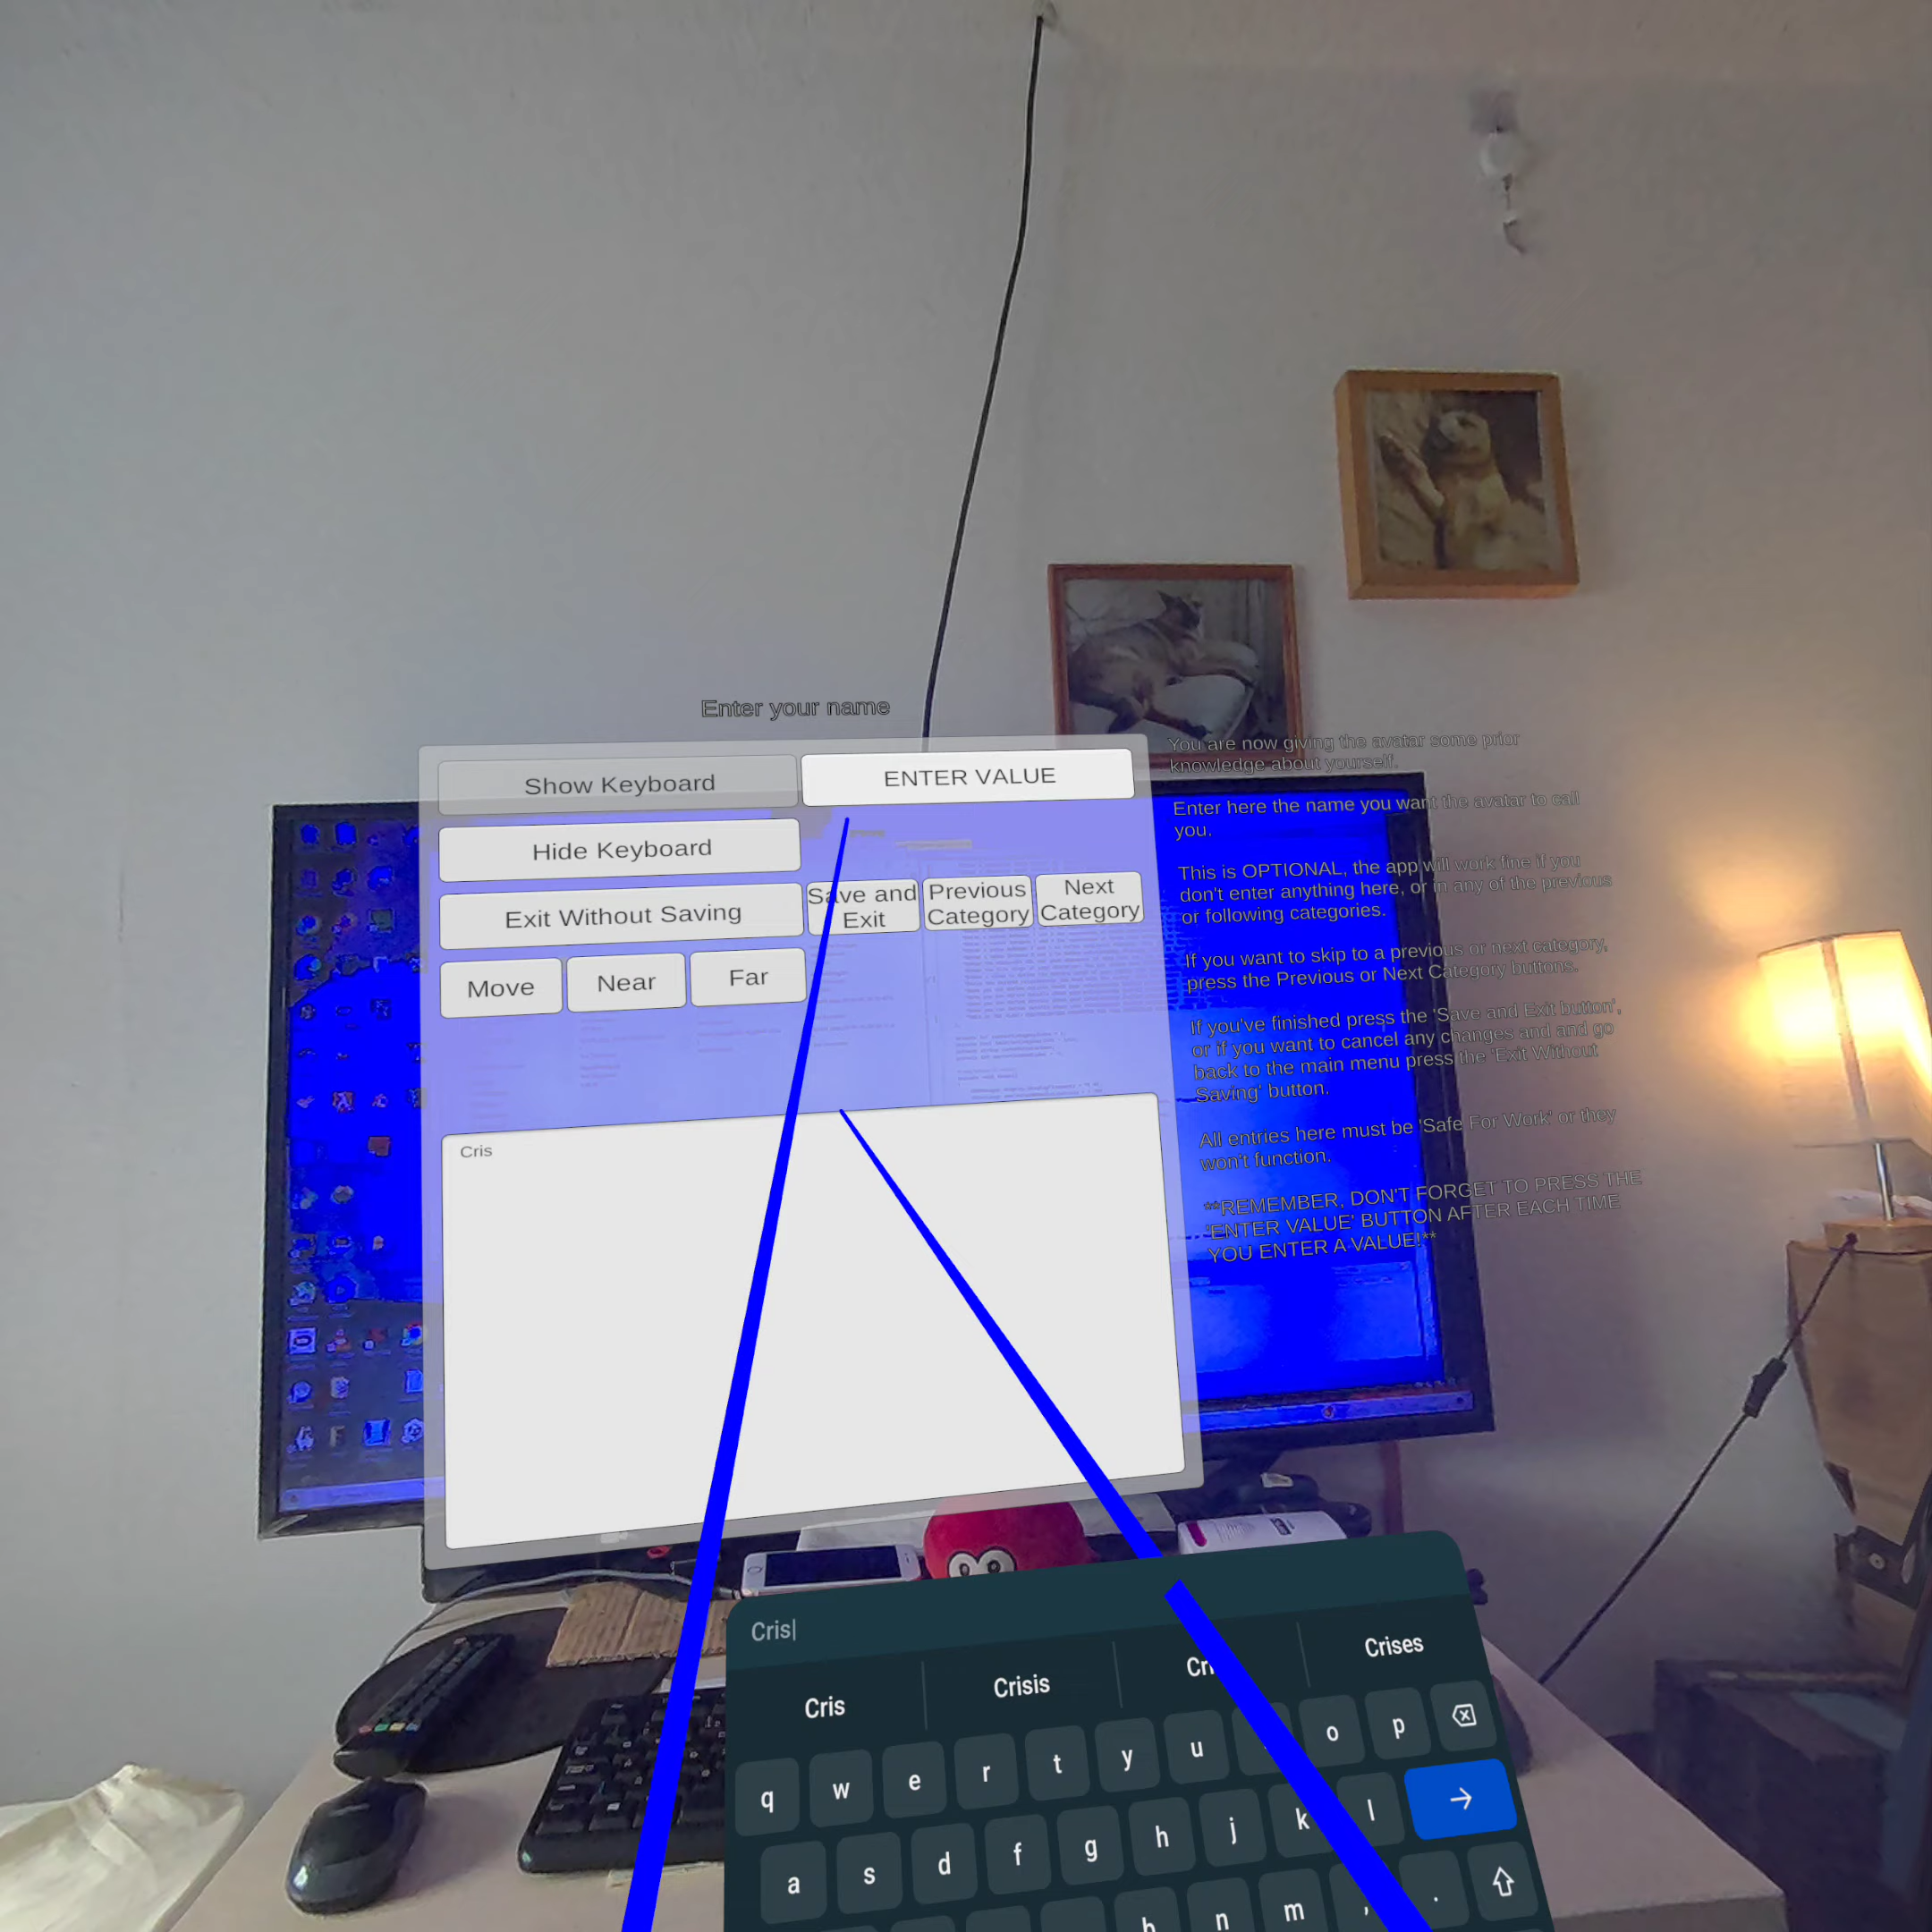 Enter your name
Show Keyboard
ENTER VALUE
Hide Keyboard
Exit Without Saving
Save and
Exit
Previous
Category
Next
Category
Move
Near
Far
Cris
You are now giving the avatar some prior
knowledge about yourself.
Enter here the name you want the avatar to call
you.
This is OPTIONAL, the app will work fine if you
don't enter anything here, or in any of the previous
or following categories.
If you want to skip to a previous or next category,
press the Previous or Next Category buttons.
If you've finished press the 'Save and Exit button',
or if you want to cancel any changes and and go
back to the main menu press the 'Exit Without
Saving' button.
All entries here must be 'Safe For Work' or they
won't function.
**REMEMBER, DON'T FORGET TO PRESS THE
'ENTER VALUE' BUTTON AFTER EACH TIME
YOU ENTER A VALUE!**
Cris
Cris Crisis Crises
q w e r t y u o p
a s d f g h j k l
b n m , .